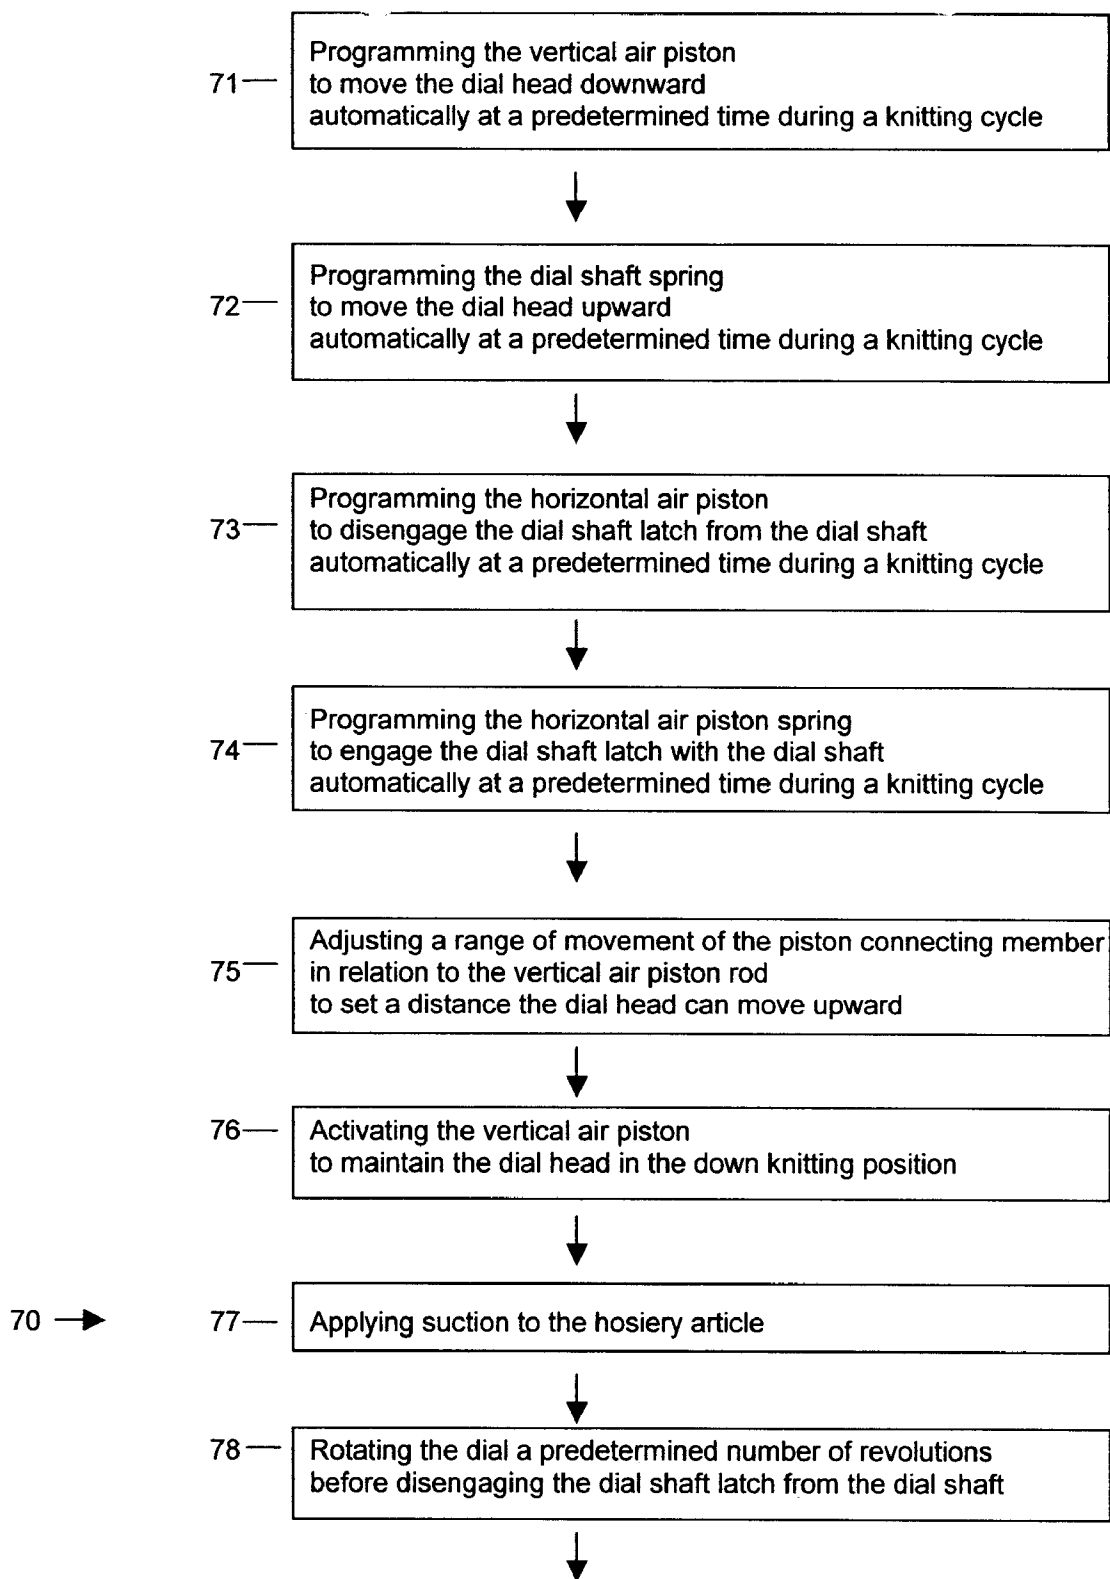 71
Programming the vertical air piston
to move the dial head downward
automatically at a predetermined time during a knitting cycle
72
Programming the dial shaft spring
to move the dial head upward
automatically at a predetermined time during a knitting cycle
73
Programming the horizontal air piston
to disengage the dial shaft latch from the dial shaft
automatically at a predetermined time during a knitting cycle
74
Programming the horizontal air piston spring
to engage the dial shaft latch with the dial shaft
automatically at a predetermined time during a knitting cycle
75
Adjusting a range of movement of the piston connecting member
in relation to the vertical air piston rod
to set a distance the dial head can move upward
76
Activating the vertical air piston
to maintain the dial head in the down knitting position
70
77
Applying suction to the hosiery article
78
Rotating the dial a predetermined number of revolutions
before disengaging the dial shaft latch from the dial shaft